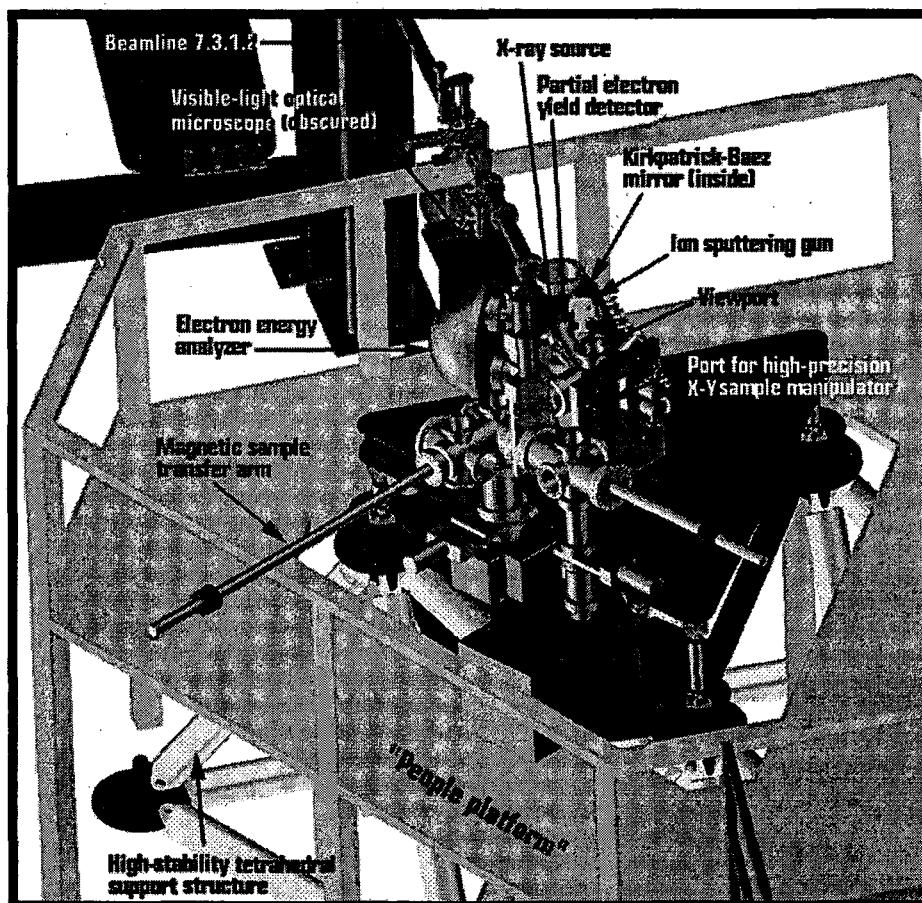 Beamline 7.3.1.2
X-ray source
Visible-light optical
microscope (obscured)
Partial electron
yield detector
Kirkpatrick-Baez
mirror (inside)
Ion sputtering gun
Viewport
Electron energy
analyzer
Port for high-precision
X-Y sample manipulator
Magnetic sample
transfer arm
"People platform"
High-stability tetrahedral
support structure